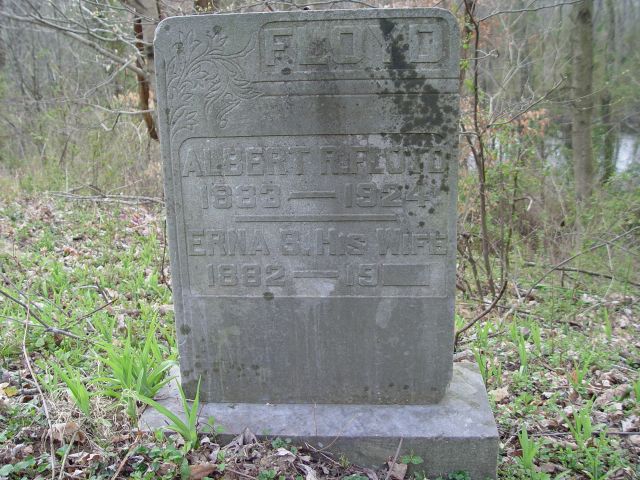 FLOYD
ALBERT R. FLOYD
1883 — 1924
ERNA B. HIS WIFE
1882 — 19